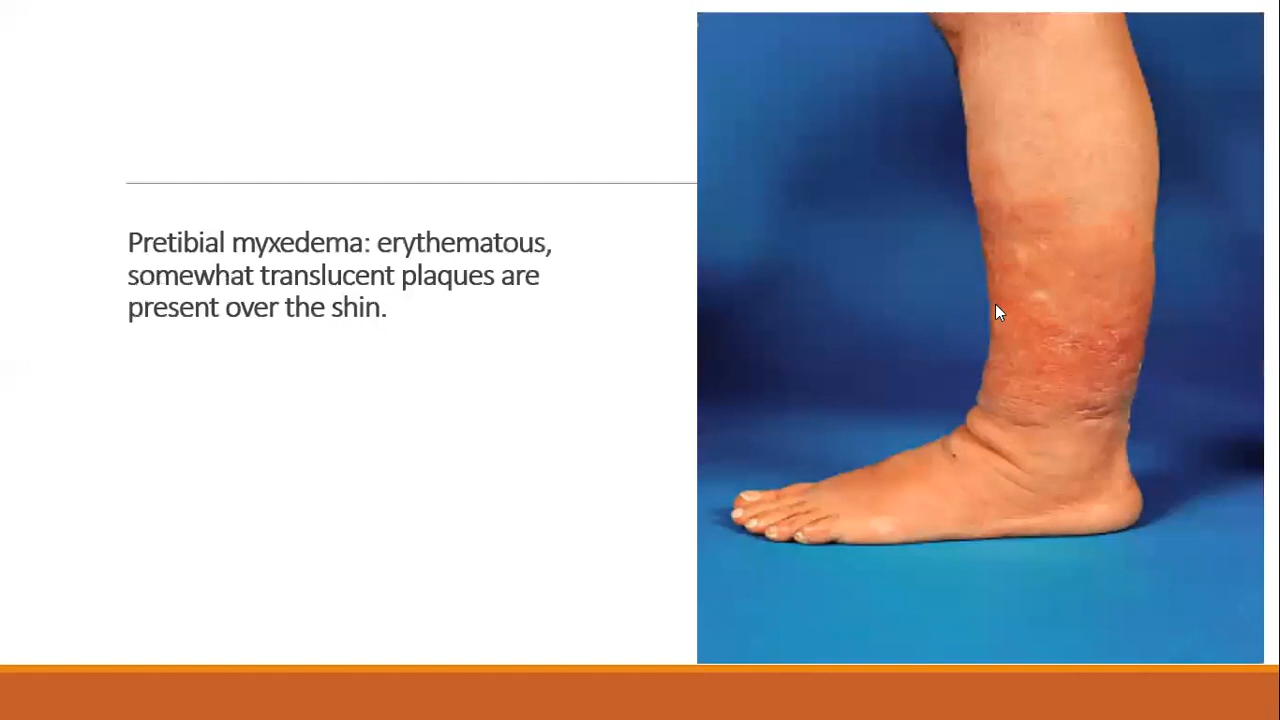 Pretibial myxedema: erythematous,
somewhat translucent plaques are
present over the shin.